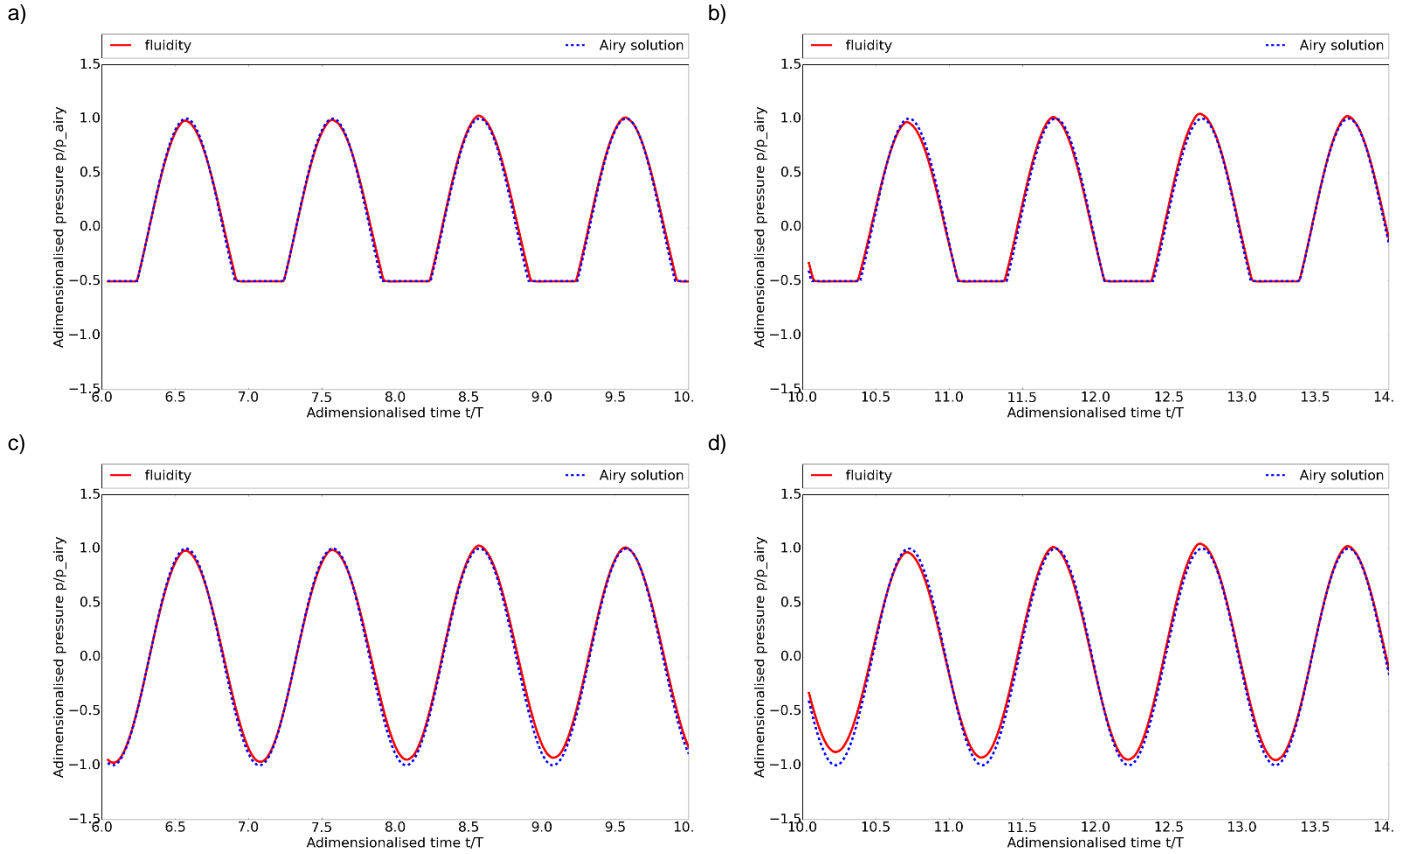 a)
fluidity Airy solution
1.5
1.0
0.5
0.0
−0.5
−1.0
−1.5
Adimensionalised pressure p/p_airy
6.0 6.5 7.0 7.5 8.0 8.5 9.0 9.5 10.
Adimensionalised time t/T
b)
fluidity Airy solution
1.5
1.0
0.5
0.0
−0.5
−1.0
−1.5
Adimensionalised pressure p/p_airy
10.0 10.5 11.0 11.5 12.0 12.5 13.0 13.5 14.
Adimensionalised time t/T
c)
fluidity Airy solution
1.5
1.0
0.5
0.0
−0.5
−1.0
−1.5
Adimensionalised pressure p/p_airy
6.0 6.5 7.0 7.5 8.0 8.5 9.0 9.5 10.
Adimensionalised time t/T
d)
fluidity Airy solution
1.5
1.0
0.5
0.0
−0.5
−1.0
−1.5
Adimensionalised pressure p/p_airy
10.0 10.5 11.0 11.5 12.0 12.5 13.0 13.5 14.
Adimensionalised time t/T